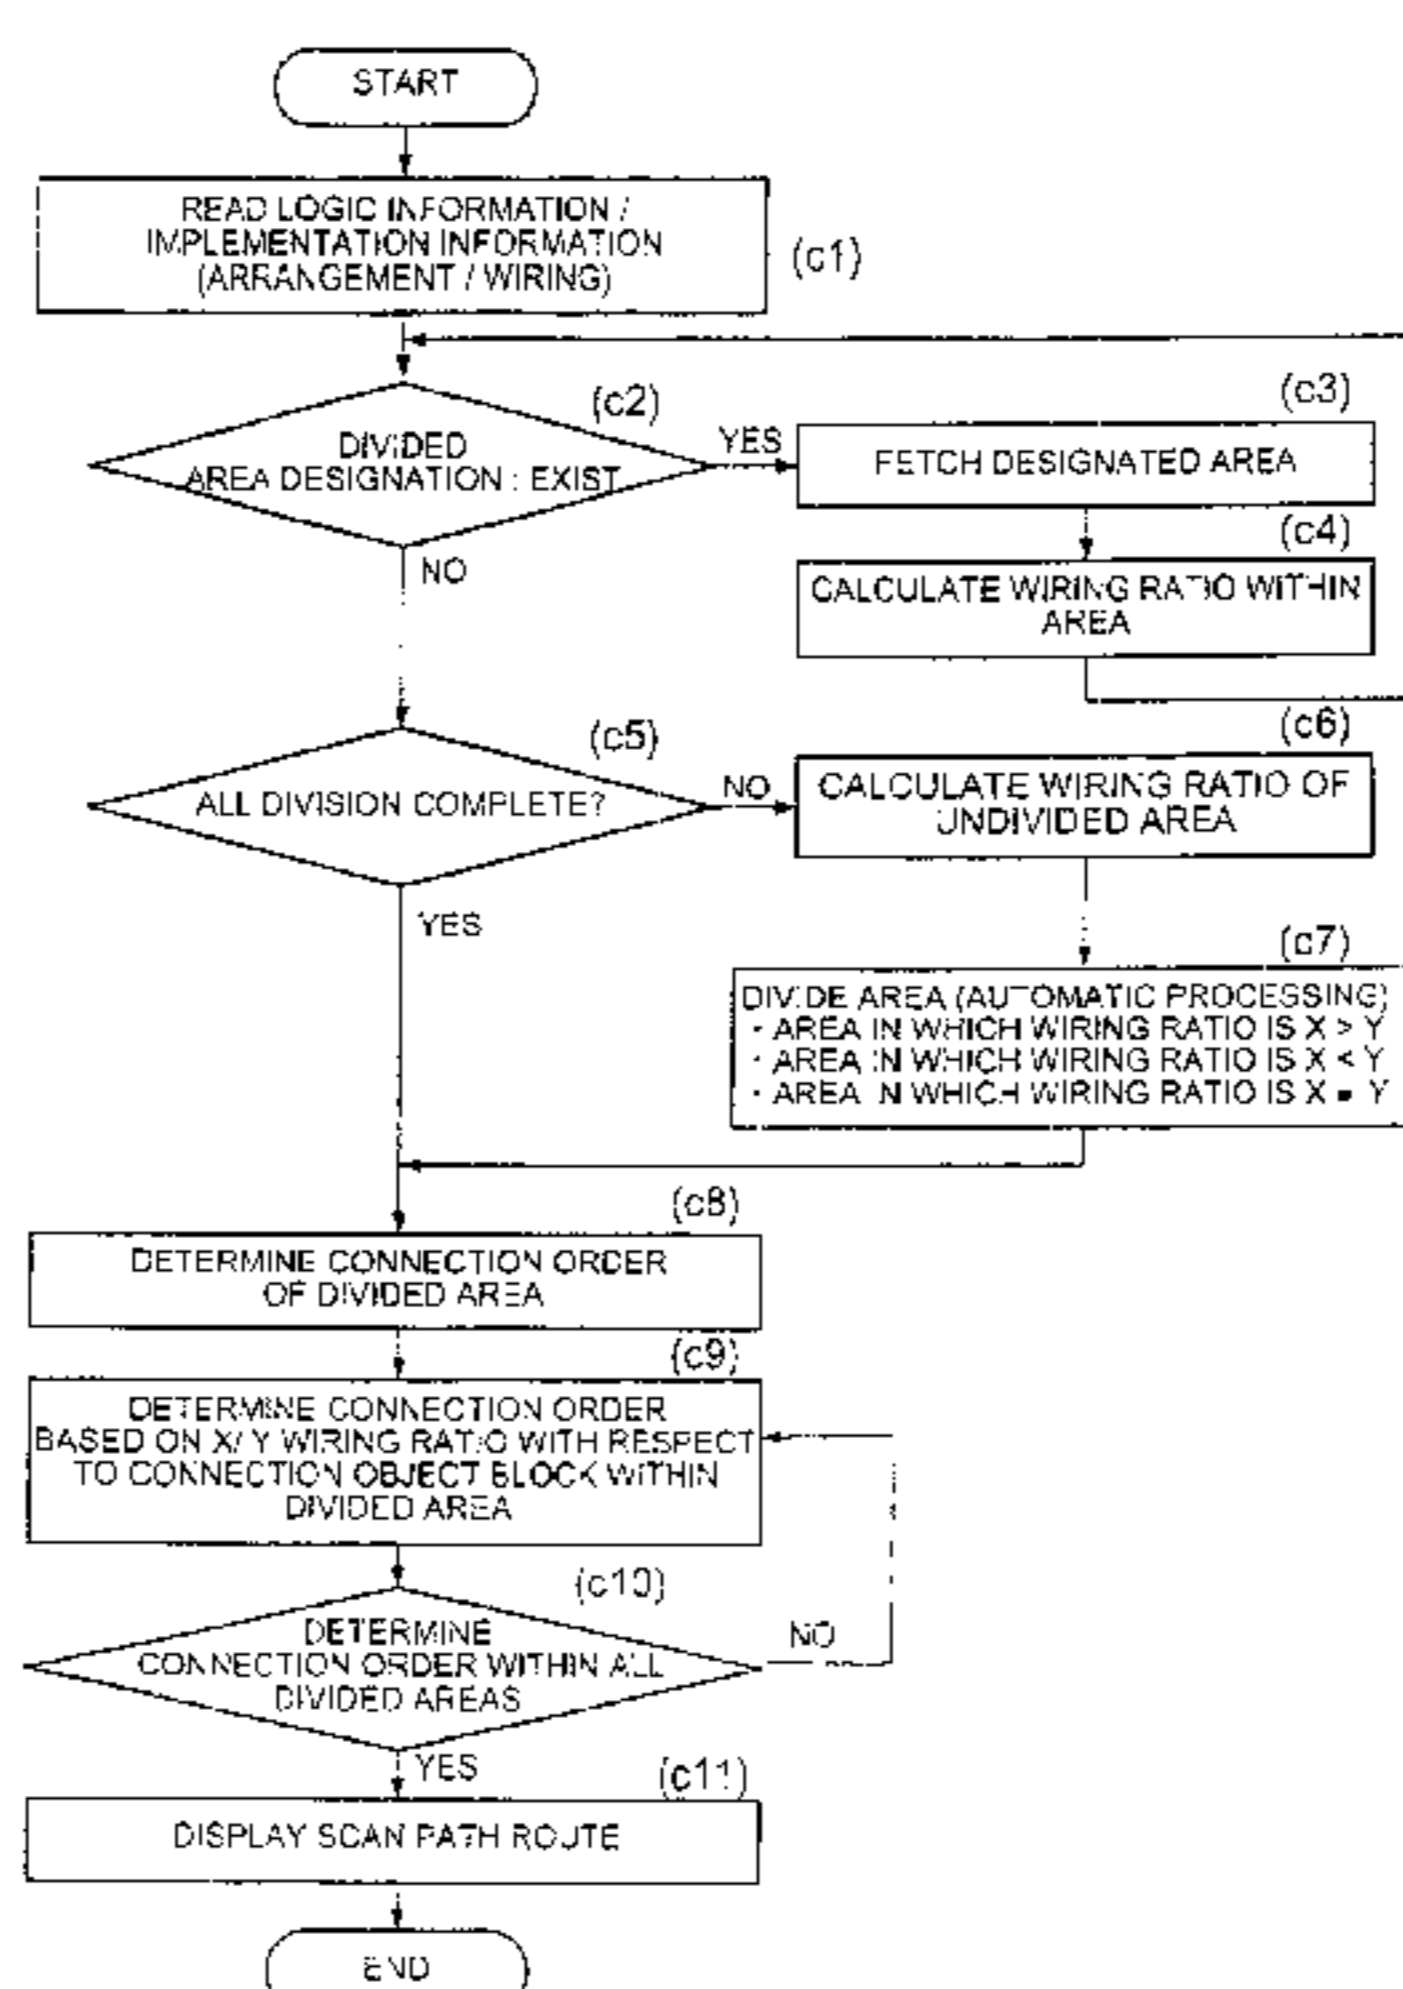 START
READ LOGIC INFORMATION /
IMPLEMENTATION INFORMATION
(ARRANGEMENT / WIRING)
(c1)
(c2)
DIVIDED
AREA DESIGNATION : EXIST
YES
NO
(c3)
FETCH DESIGNATED AREA
(c4)
CALCULATE WIRING RATIO WITHIN
AREA
(c5)
ALL DIVISION COMPLETE?
NO
YES
(c6)
CALCULATE WIRING RATIO OF
UNDIVIDED AREA
(c7)
DIVIDE AREA (AUTOMATIC PROCESSING)
· AREA IN WHICH WIRING RATIO IS X > Y
· AREA IN WHICH WIRING RATIO IS X < Y
· AREA IN WHICH WIRING RATIO IS X = Y
(c8)
DETERMINE CONNECTION ORDER
OF DIVIDED AREA
(c9)
DETERMINE CONNECTION ORDER
BASED ON X/Y WIRING RATIO WITH RESPECT
TO CONNECTION OBJECT BLOCK WITHIN
DIVIDED AREA
(c10)
DETERMINE
CONNECTION ORDER WITHIN ALL
DIVIDED AREAS
NO
YES
(c11)
DISPLAY SCAN PATH ROUTE
END